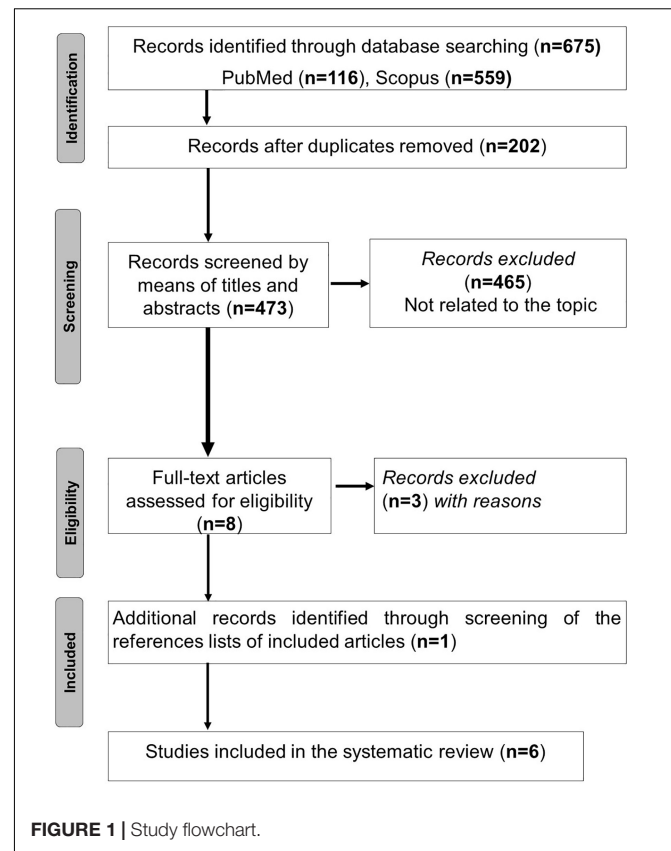 Identification
Records identified through database searching (n=675)
PubMed (n=116), Scopus (n=559)
Records after duplicates removed (n=202)
Screening
Records screened by
means of titles and
abstracts (n=473)
Records excluded
(n=465)
Not related to the topic
Eligibility
Full-text articles
assessed for eligibility
(n=8)
Records excluded
(n=3) with reasons
Included
Additional records identified through screening of the
references lists of included articles (n=1)
Studies included in the systematic review (n=6)
FIGURE 1 | Study flowchart.